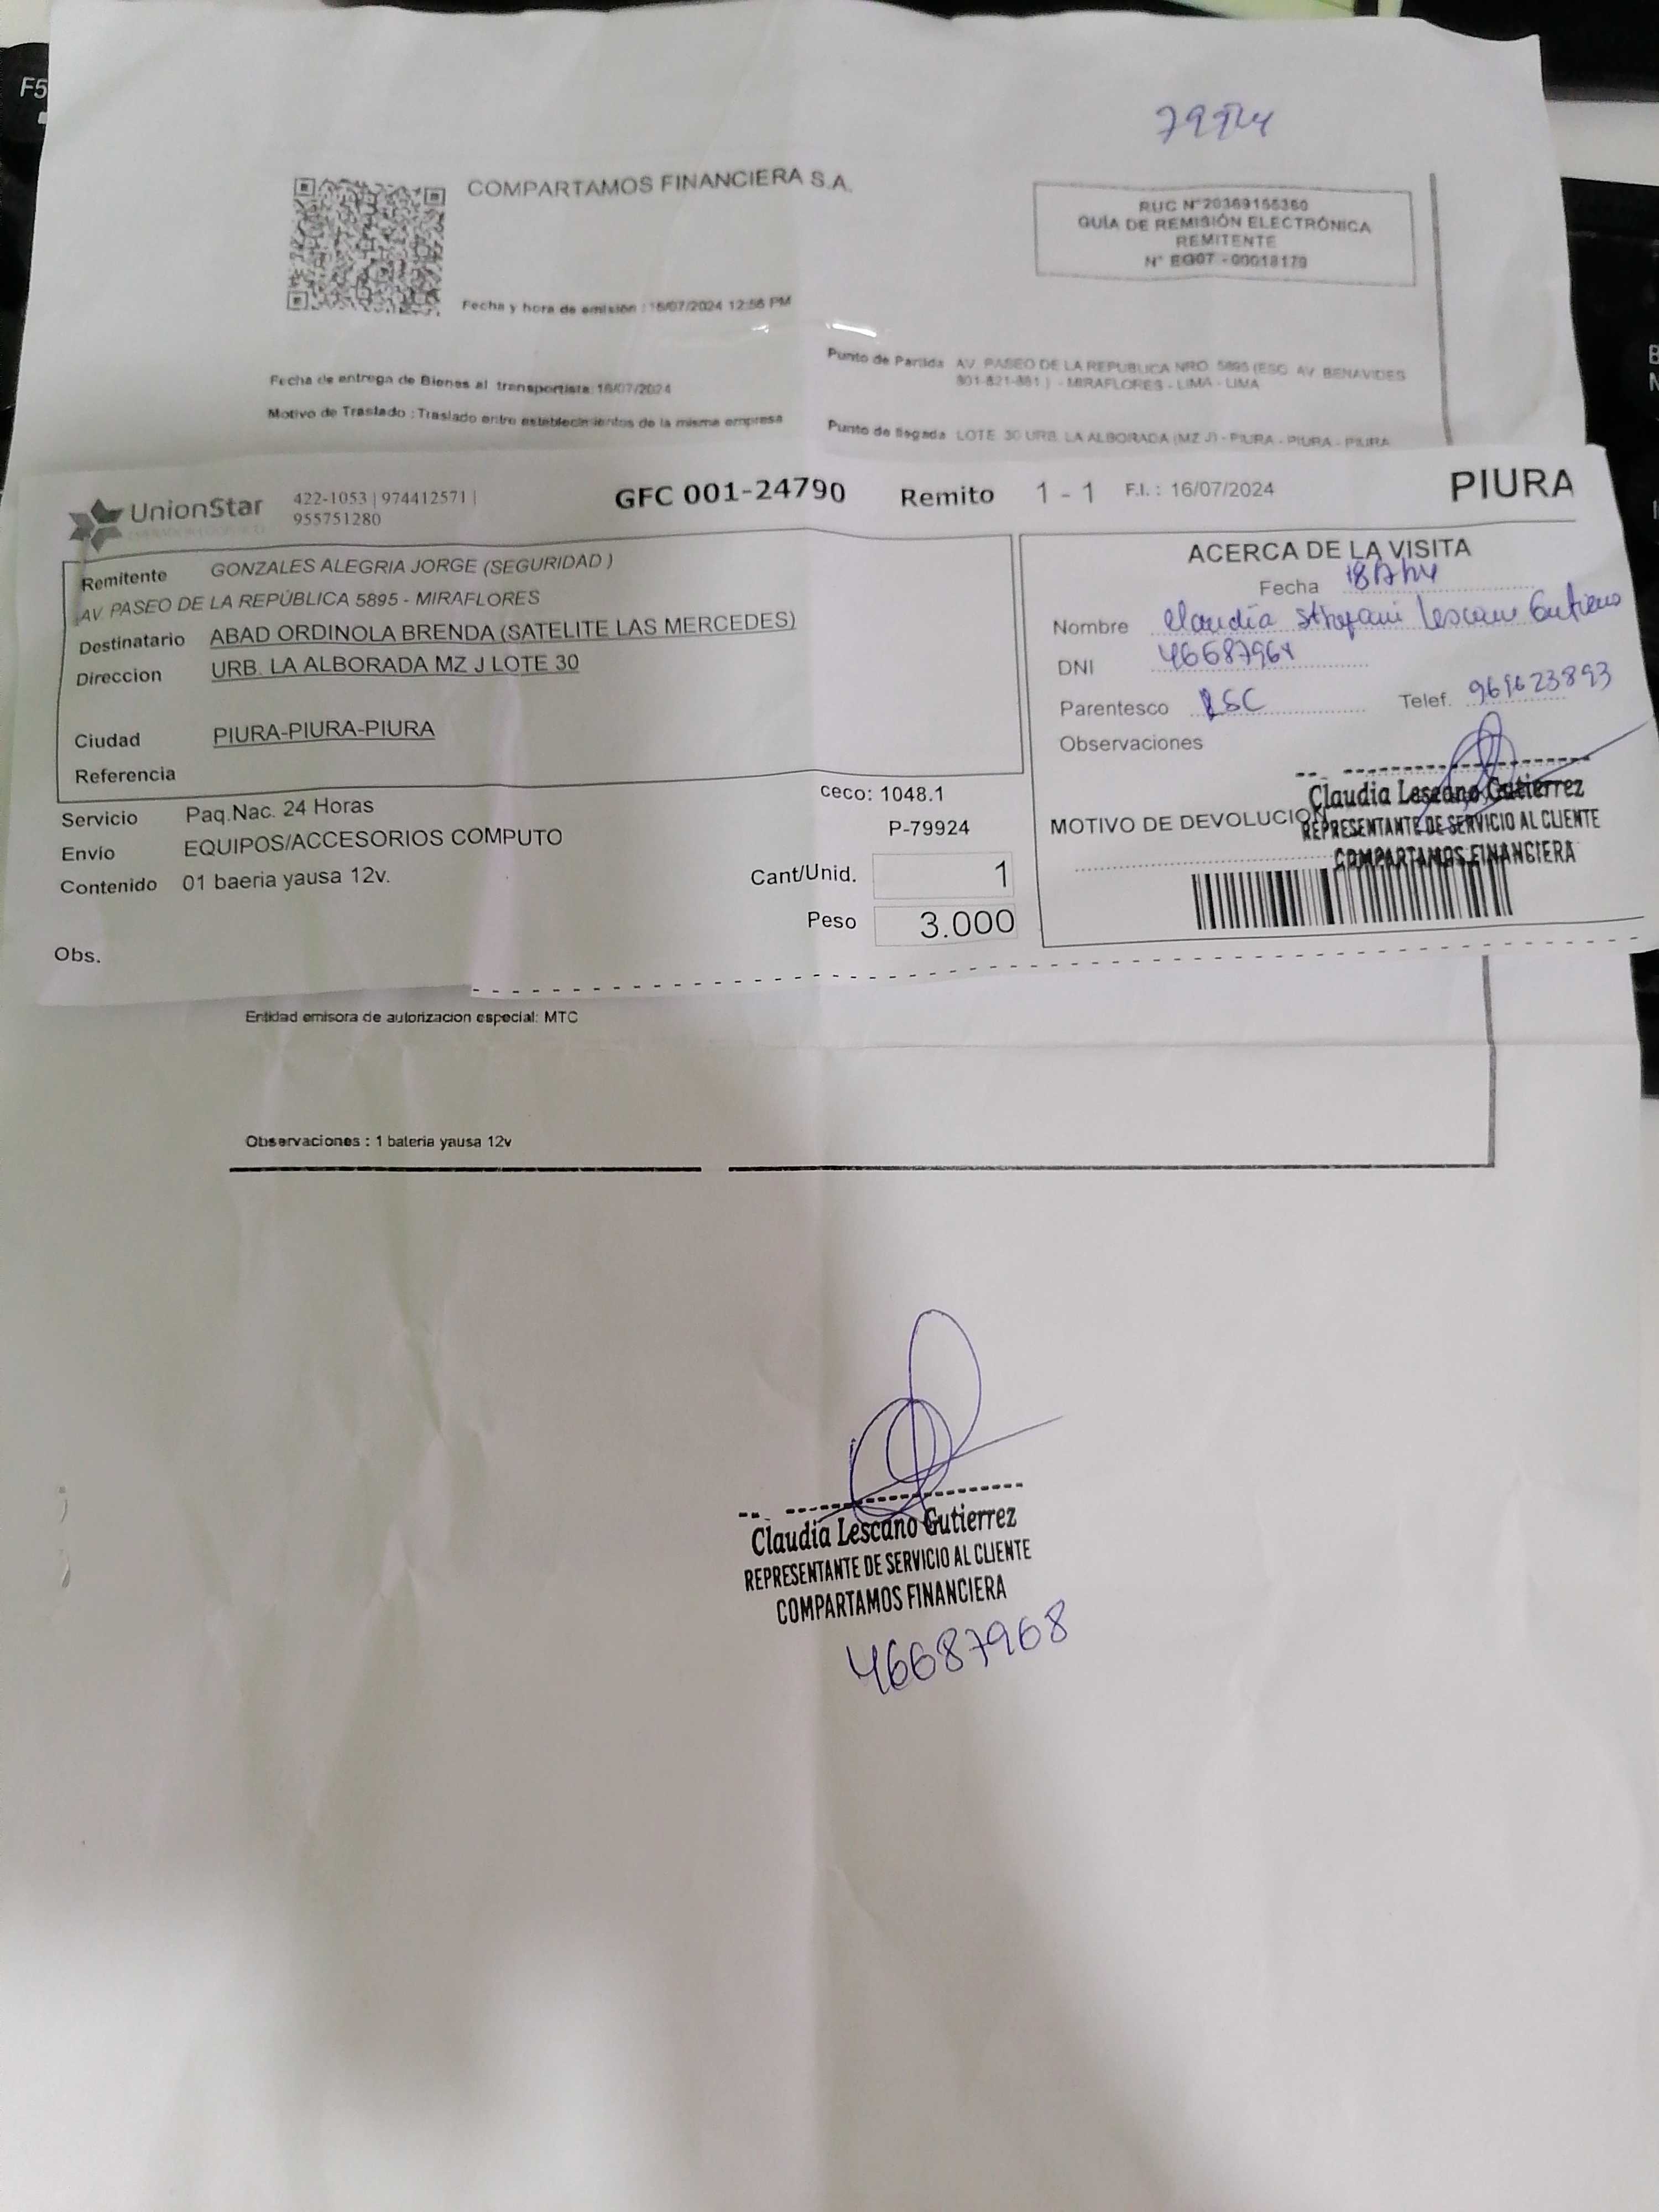 F5
79924
COMPARTAMOS FINANCIERA S.A.
RUC N°20369155360
GUÍA DE REMISIÓN ELECTRÓNICA
REMITENTE
N° EG07 - 00018179
Fecha y hora de emisión : 16/07/2024 12:56 PM
Fecha de entrega de Bienes al transportista: 16/07/2024
Motivo de Traslado : Traslado entre establecimientos de la misma empresa
Punto de Partida AV. PASEO DE LA REPUBLICA NRO. 5895 (ESQ. AV. BENAVIDES
801-821-881 ) - MIRAFLORES - LIMA - LIMA
Punto de llegada LOTE 30 URB. LA ALBORADA (MZ J) - PIURA - PIURA - PIURA
UnionStar
422-1053 | 974412571 |
955751280
GFC 001-24790 Remito 1 - 1 F.I. : 16/07/2024 PIURA
Remitente GONZALES ALEGRIA JORGE (SEGURIDAD )
AV. PASEO DE LA REPÚBLICA 5895 - MIRAFLORES
Destinatario ABAD ORDINOLA BRENDA (SATELITE LAS MERCEDES)
Direccion URB. LA ALBORADA MZ J LOTE 30
Ciudad PIURA-PIURA-PIURA
Referencia
Servicio Paq.Nac. 24 Horas
Envío EQUIPOS/ACCESORIOS COMPUTO
Contenido 01 baeria yausa 12v.
Obs.
ceco: 1048.1
P-79924
Cant/Unid. 1
Peso 3.000
ACERCA DE LA VISITA
Fecha
Nombre Claudia Lescano Gutierrez
DNI 46687968
Parentesco RSC Telef. 969623893
Observaciones
Claudia Lescano Gutierrez
MOTIVO DE DEVOLUCION
REPRESENTANTE DE SERVICIO AL CLIENTE
COMPARTAMOS FINANCIERA
Entidad emisora de autorizacion especial: MTC
Observaciones : 1 bateria yausa 12v
Claudia Lescano Gutierrez
REPRESENTANTE DE SERVICIO AL CLIENTE
COMPARTAMOS FINANCIERA
46687968